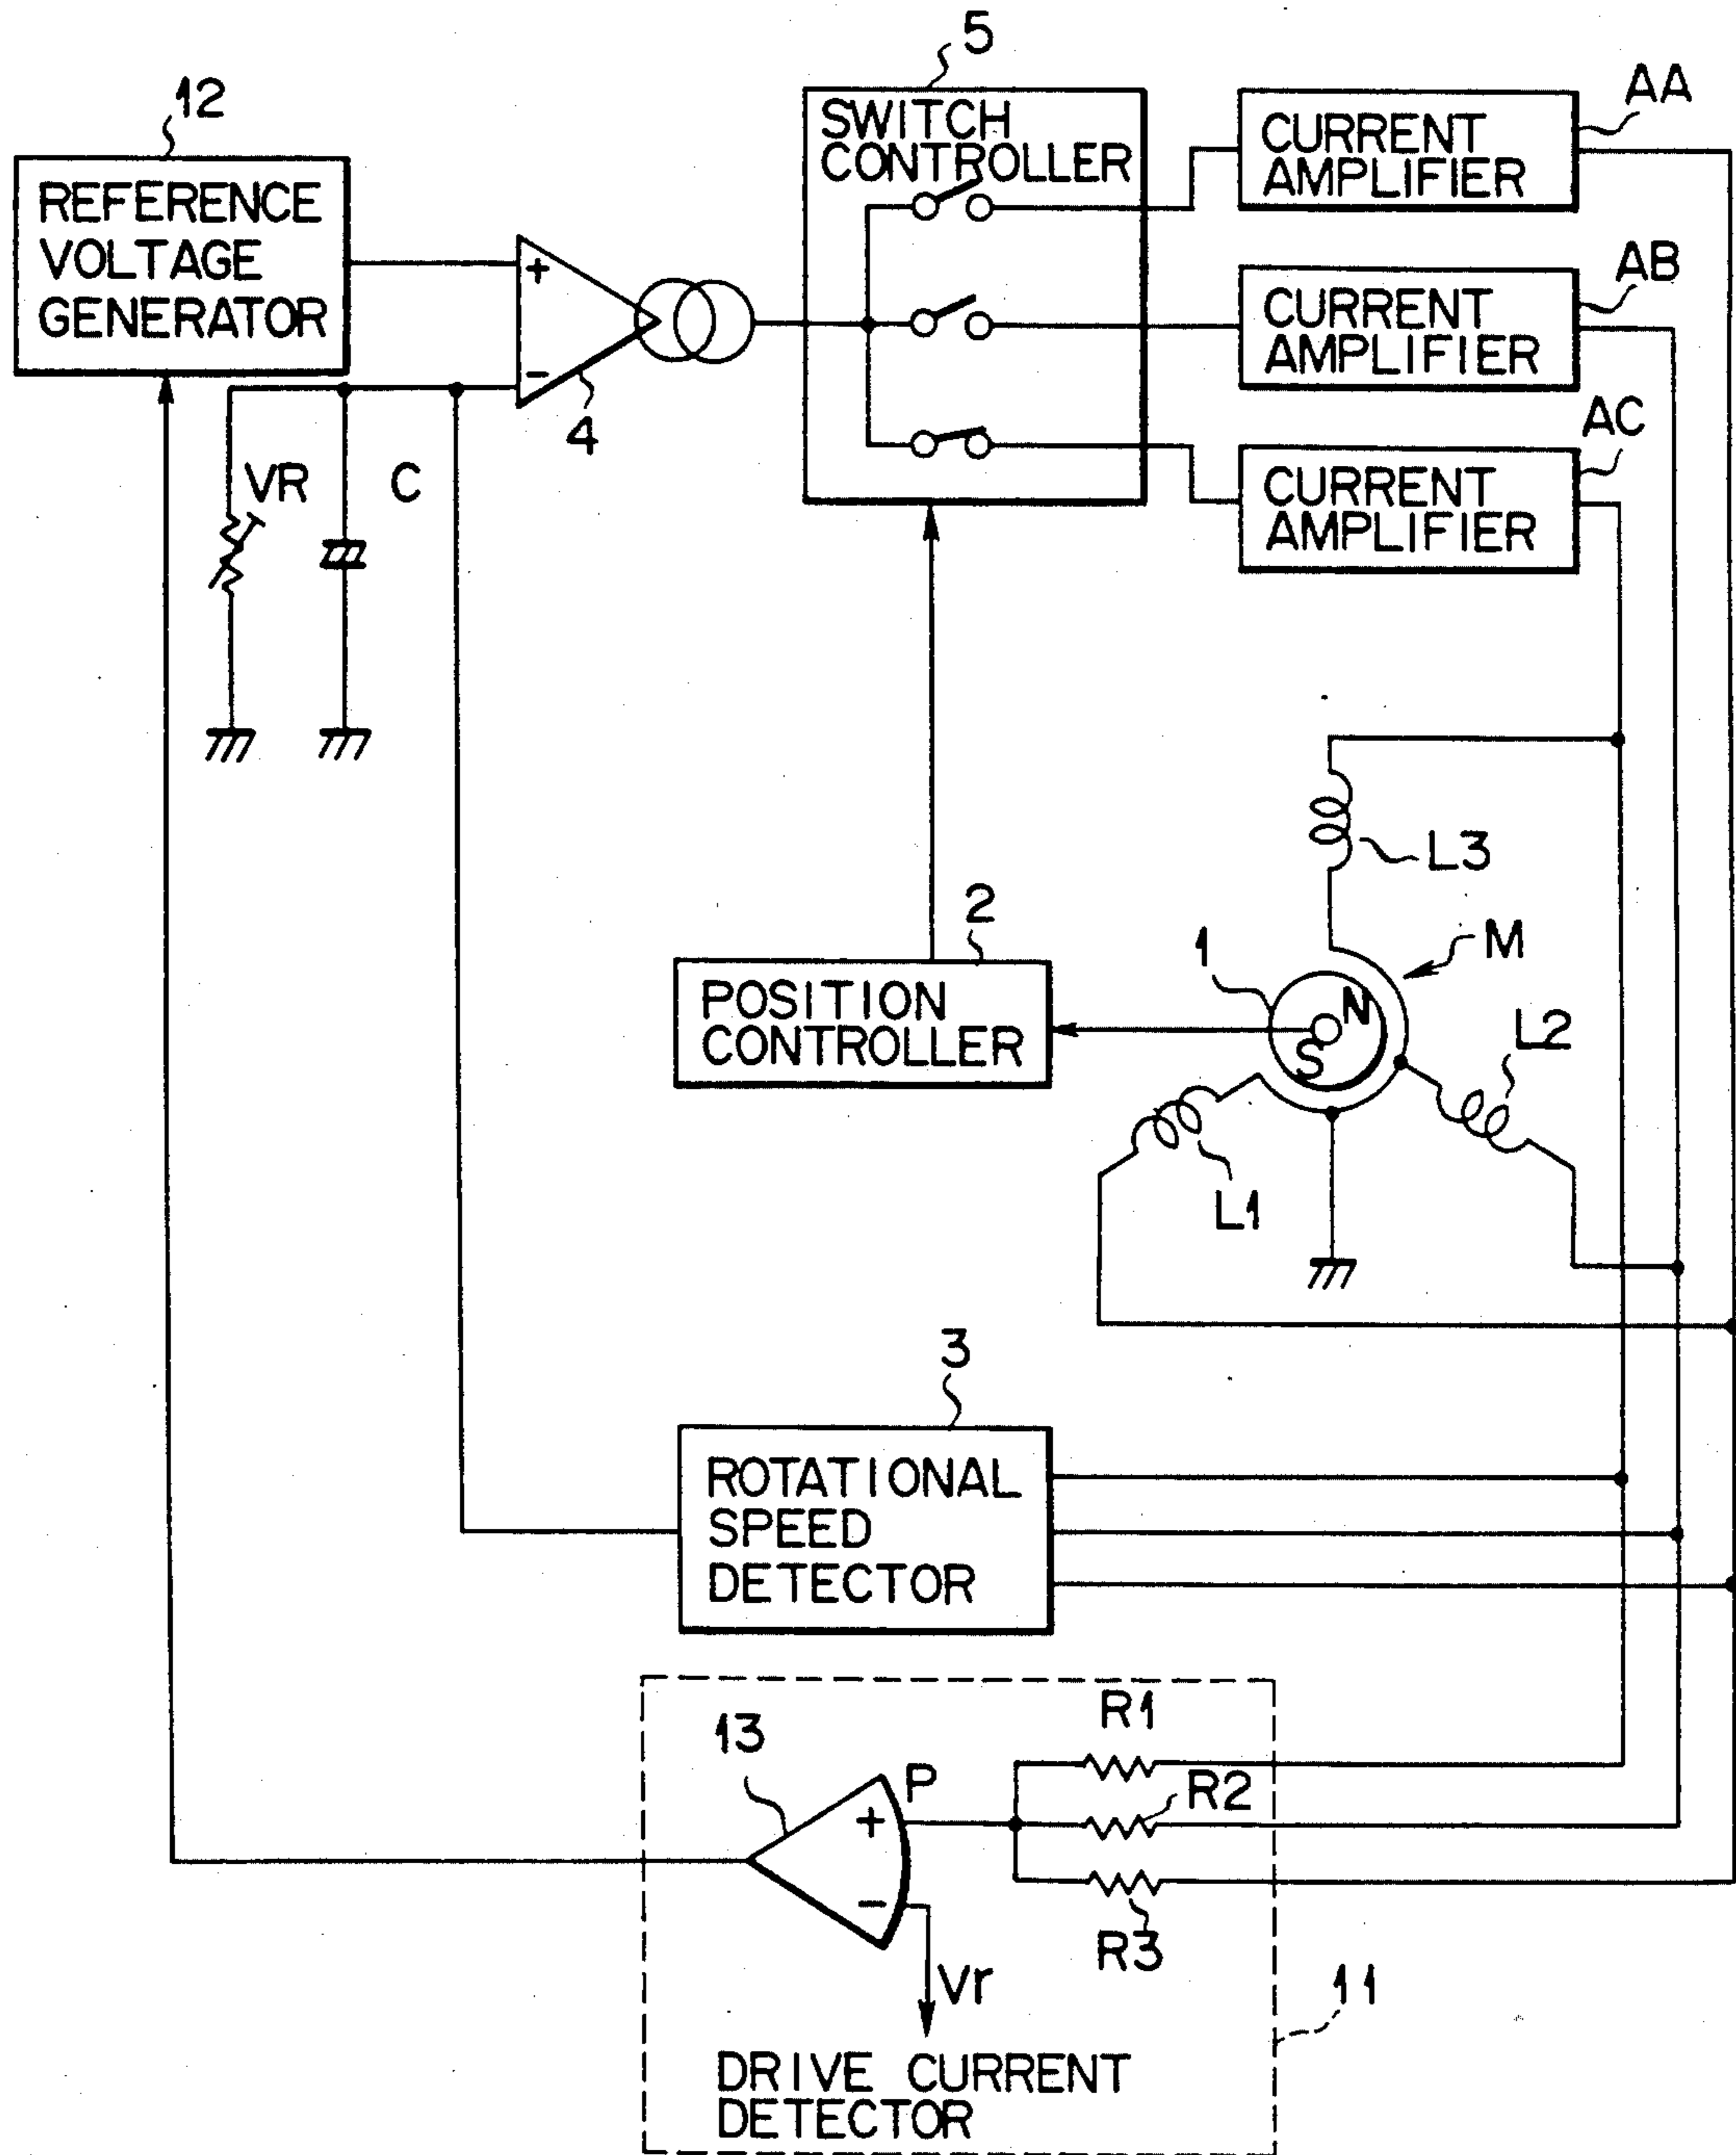 5
12
AA
SWITCH
CONTROLLER
CURRENT
AMPLIFIER
REFERENCE
VOLTAGE
GENERATOR
+
−
4
AB
CURRENT
AMPLIFIER
AC
CURRENT
AMPLIFIER
VR
C
L3
2
1
M
POSITION
CONTROLLER
N
S
L2
L1
3
ROTATIONAL
SPEED
DETECTOR
R1
13
P
R2
+
−
R3
Vr
11
DRIVE CURRENT
DETECTOR